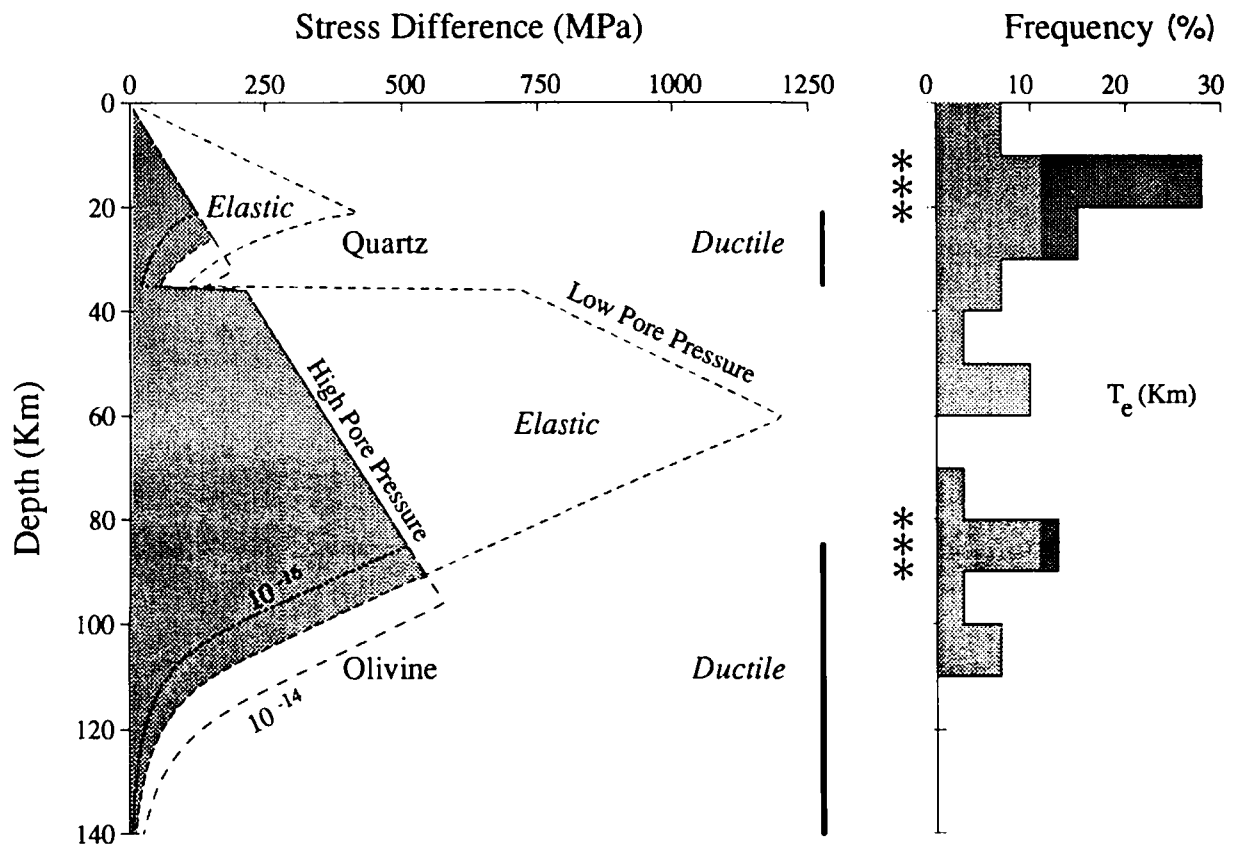 Stress Difference (MPa)
Frequency (%)
0 250 500 750 1000 1250
0 10 20 30
0
20
40
60
80
100
120
140
Depth (Km)
Elastic
Quartz
Ductile
*
*
*
Low Pore Pressure
High Pore Pressure
Elastic
Tₑ (Km)
*
*
*
10⁻¹⁶
Olivine
Ductile
10⁻¹⁴